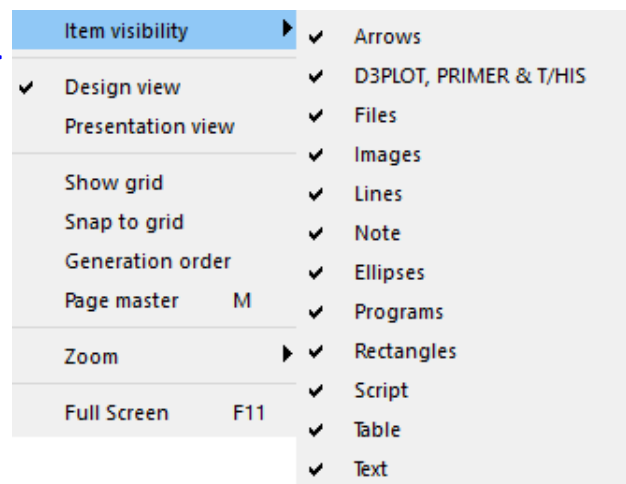 Item visibility
Design view
Presentation view
Show grid
Snap to grid
Generation order
Page master M
Zoom
Full Screen F11
Arrows
D3PLOT, PRIMER & T/HIS
Files
Images
Lines
Note
Ellipses
Programs
Rectangles
Script
Table
Text